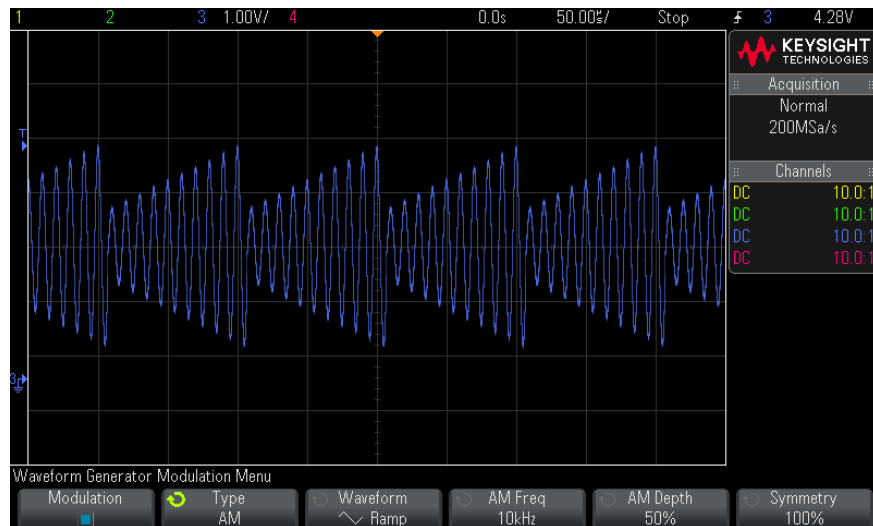 1 2 3 1.00V/ 4 0.0s 50.00us/ Stop 3 4.28V
KEYSIGHT
TECHNOLOGIES
Acquisition
Normal
200MSa/s
Channels
DC 10.0:1
DC 10.0:1
DC 10.0:1
DC 10.0:1
T
3
Waveform Generator Modulation Menu
Modulation Type Waveform AM Freq AM Depth Symmetry
AM Ramp 10kHz 50% 100%